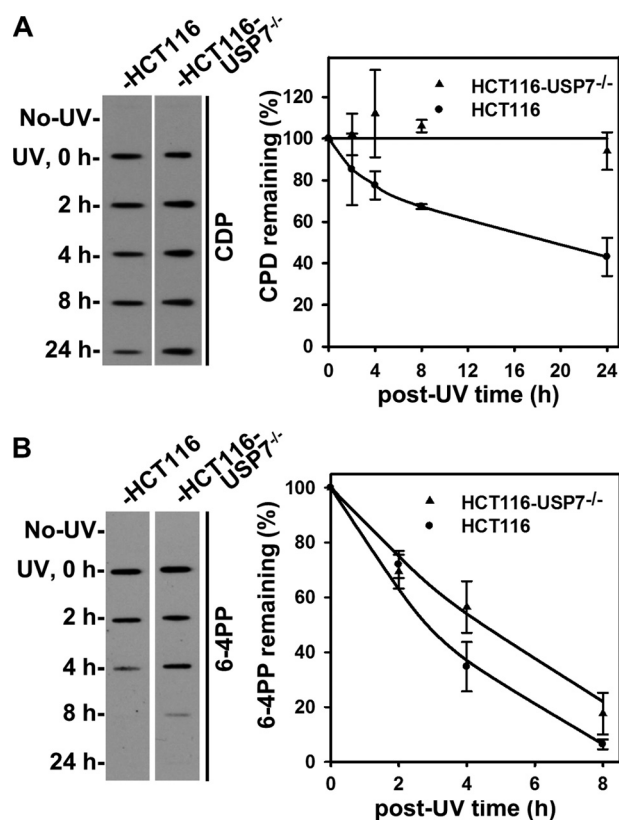 A
-HCT116
-HCT116-
USP7-/-
No-UV-
UV, 0 h-
2 h-
4 h-
8 h-
24 h-
CDP
CPD remaining (%)
120
100
80
60
40
20
0
HCT116-USP7-/-
HCT116
0 4 8 12 16 20 24
post-UV time (h)
B
-HCT116
-HCT116-
USP7-/-
No-UV-
UV, 0 h-
2 h-
4 h-
8 h-
24 h-
6-4PP
6-4PP remaining (%)
100
80
60
40
20
0
HCT116-USP7-/-
HCT116
0 2 4 6 8
post-UV time (h)